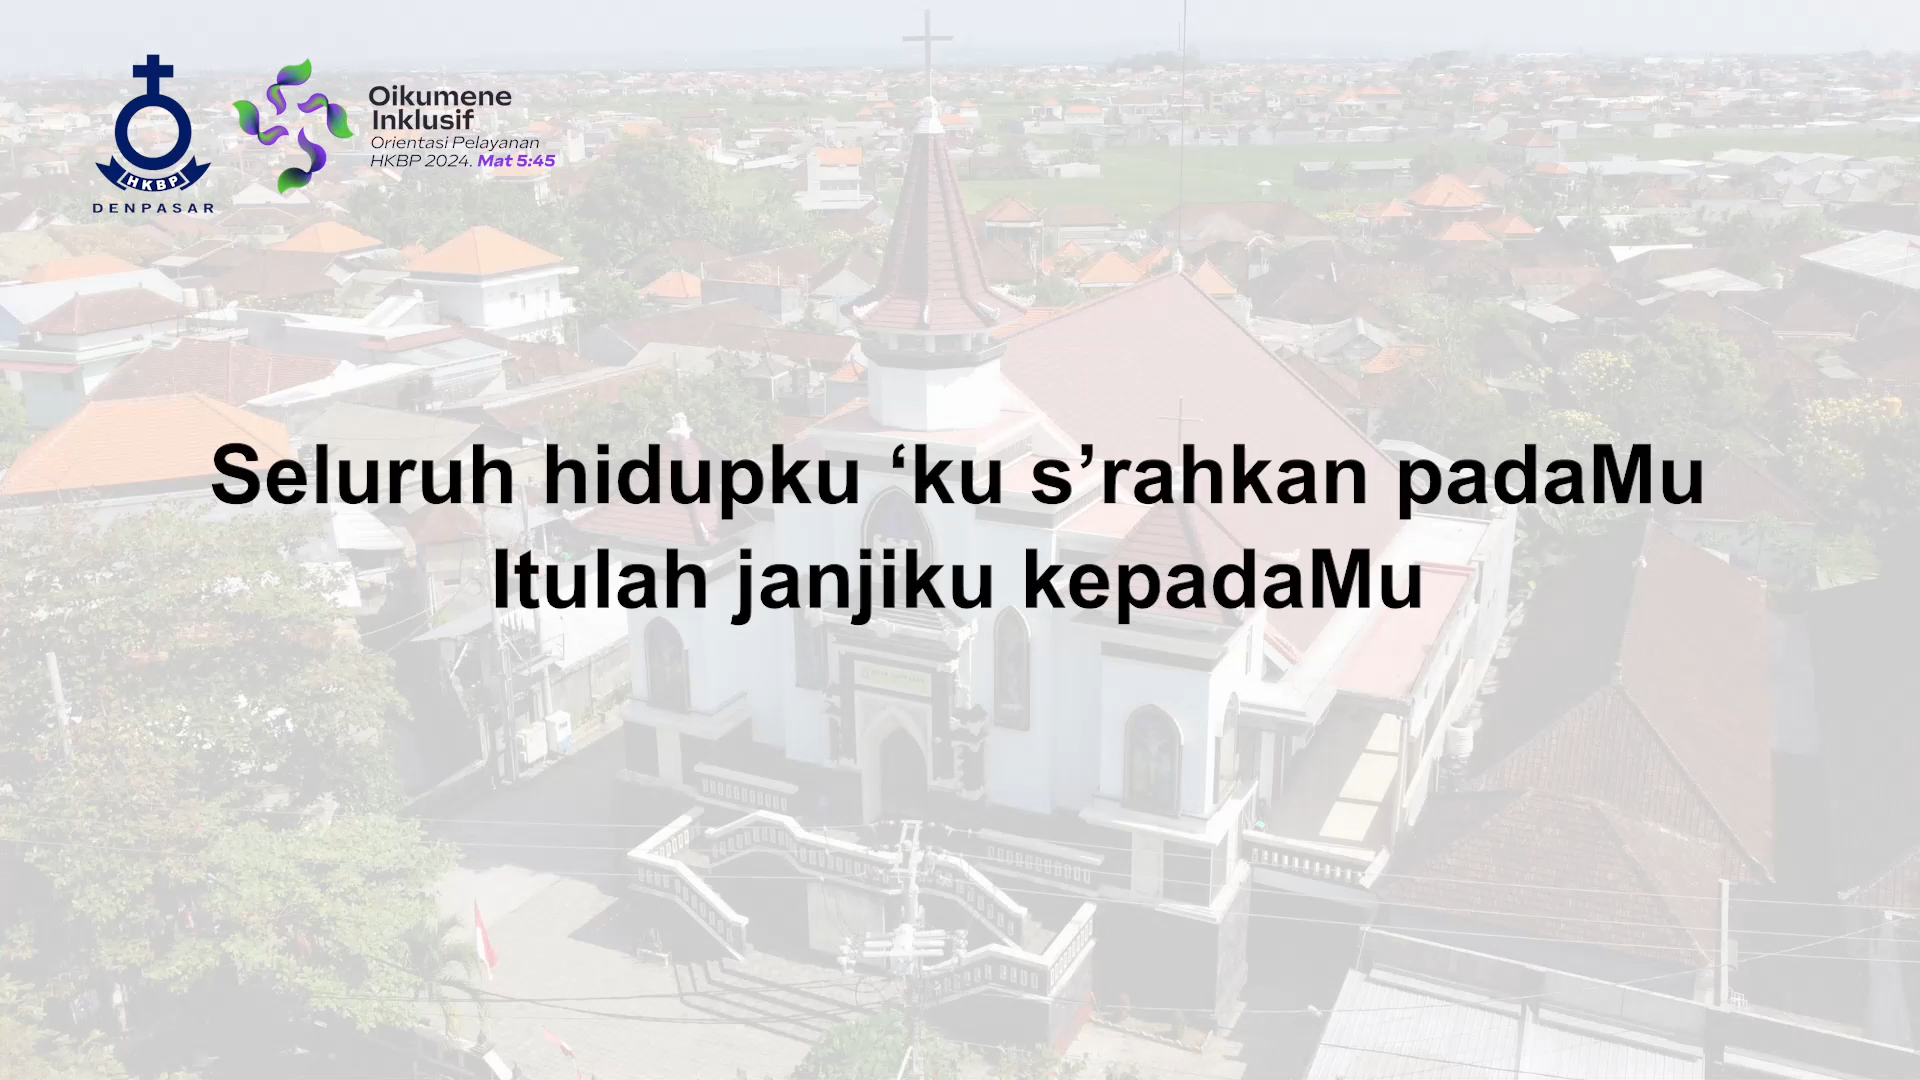 HKBP
DENPASAR
Oikumene
Inklusif
Orientasi Pelayanan
HKBP 2024. Mat 5:45
Seluruh hidupku ‘ku s’rahkan padaMu
Itulah janjiku kepadaMu